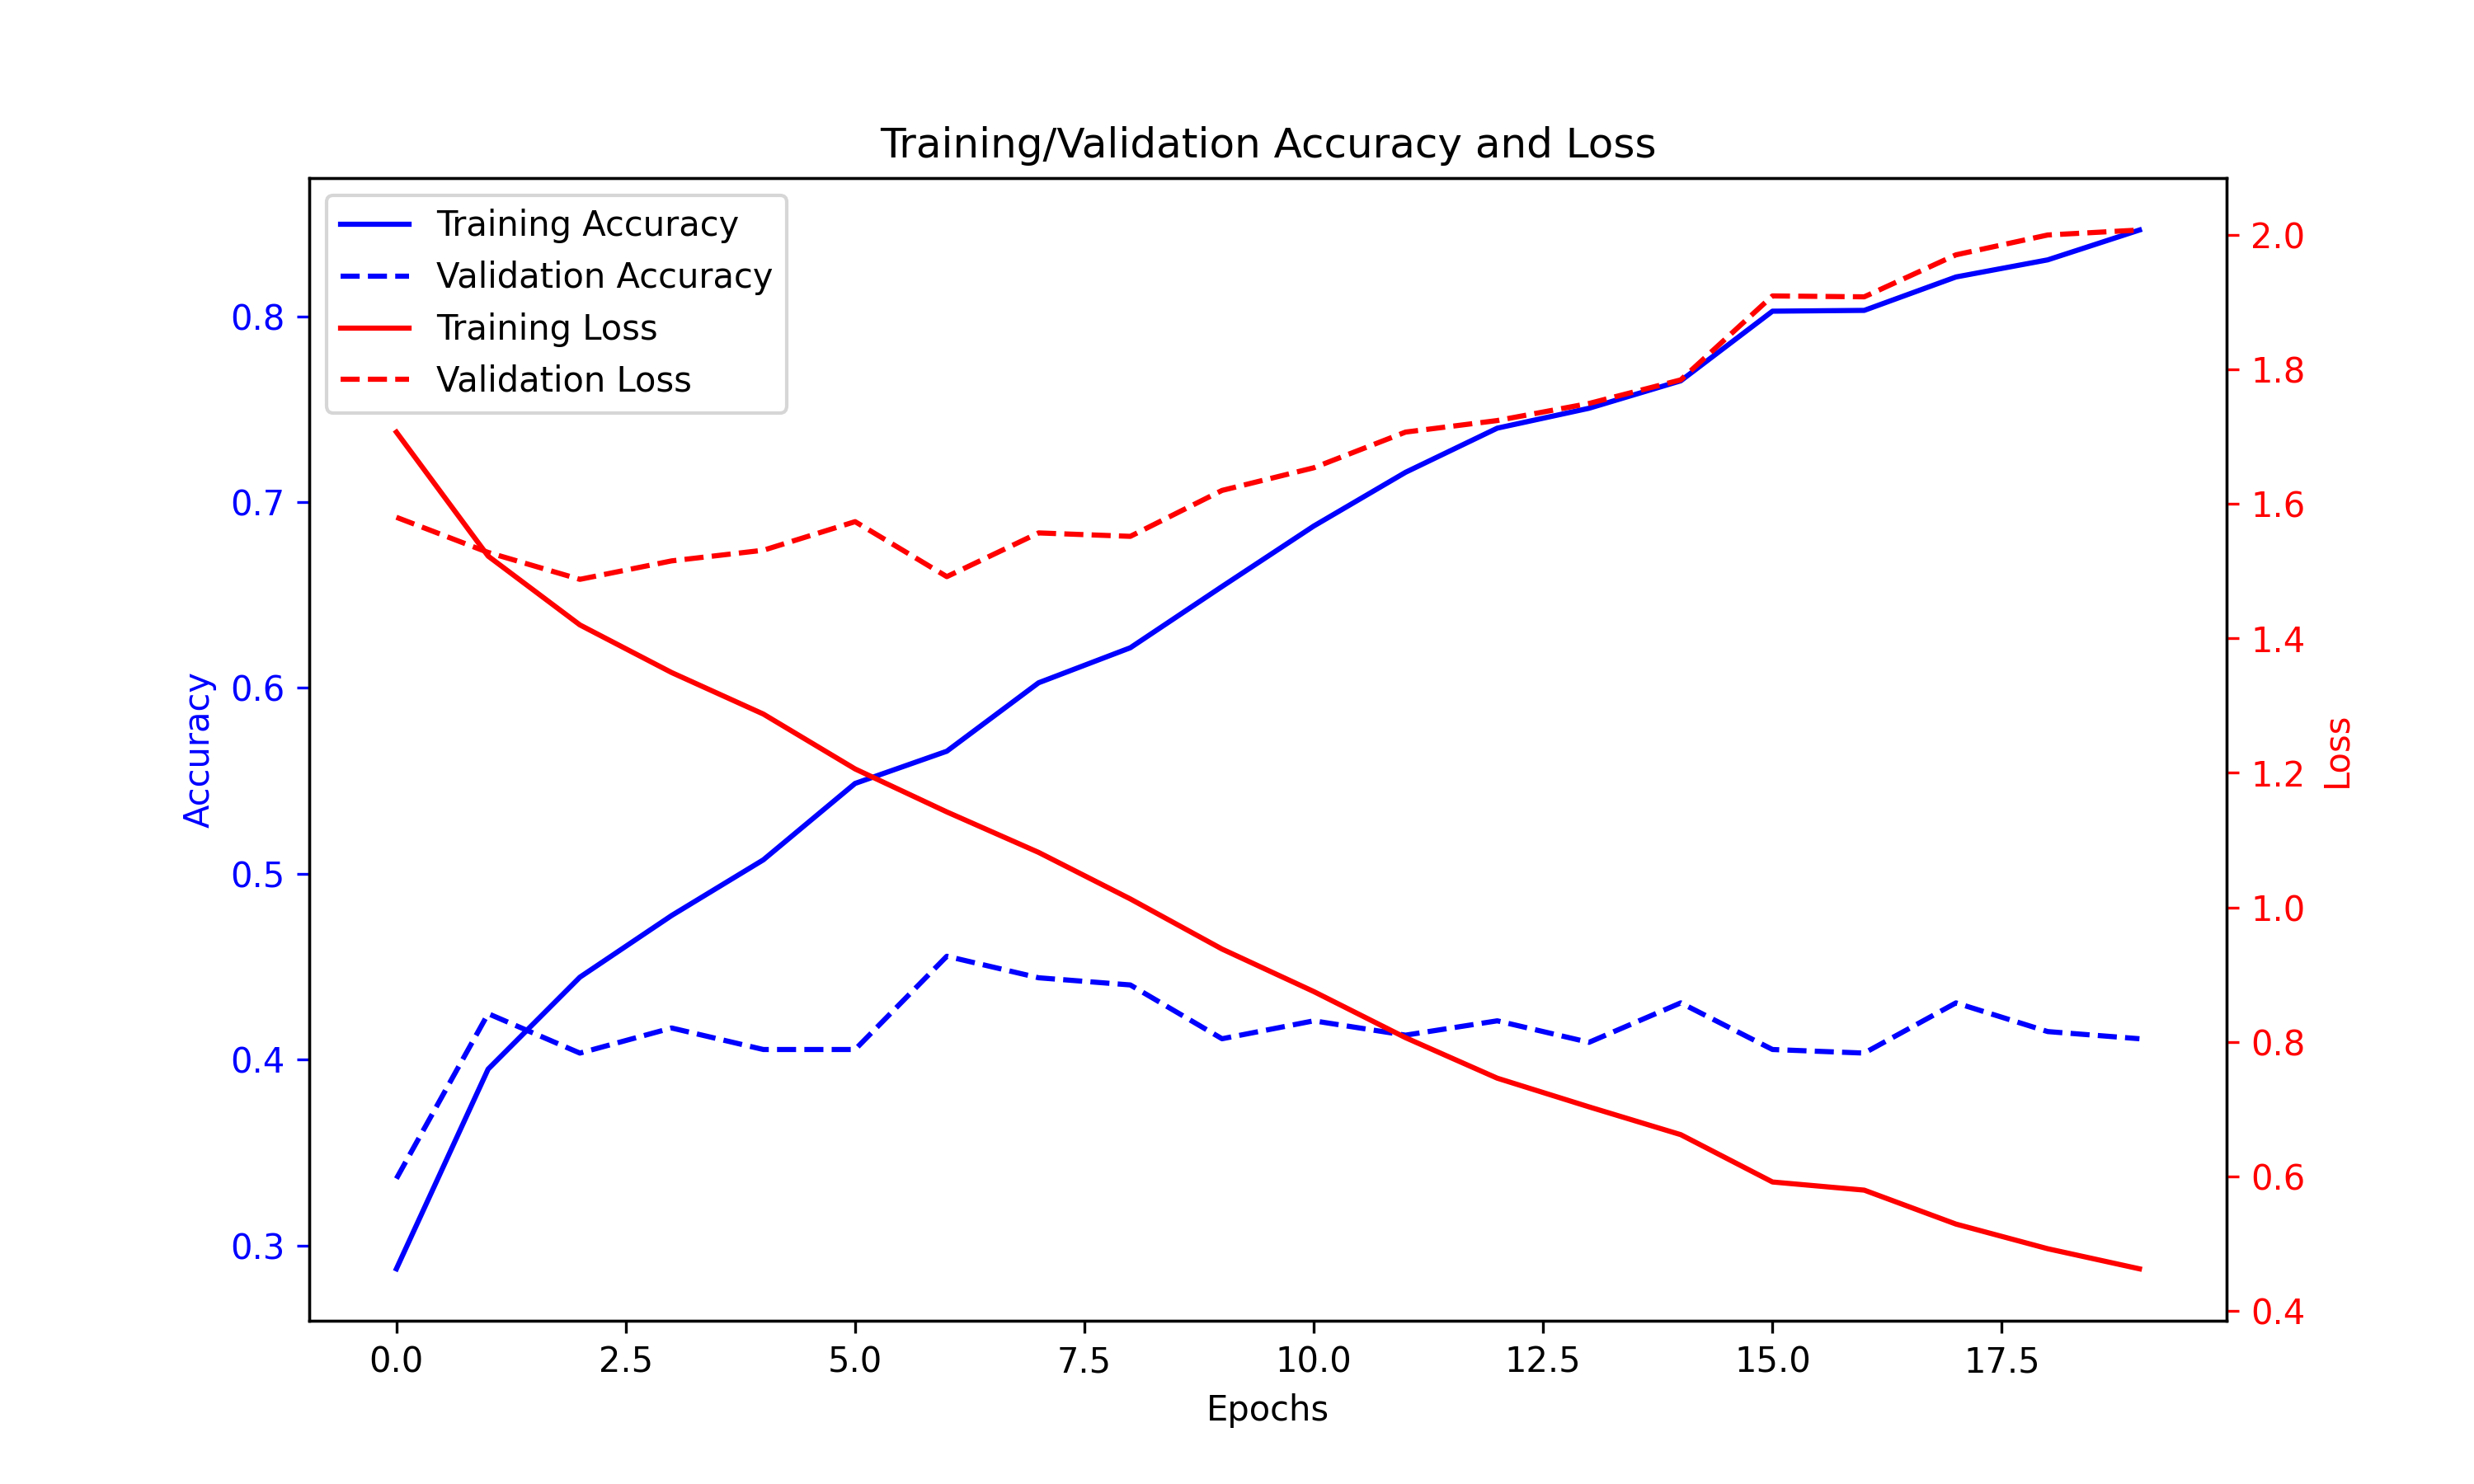 Training/Validation Accuracy and Loss
Training Accuracy
Validation Accuracy
Training Loss
Validation Loss
0.8
0.7
0.6
0.5
0.4
0.3
Accuracy
2.0
1.8
1.6
1.4
1.2
1.0
0.8
0.6
0.4
Loss
0.0 2.5 5.0 7.5 10.0 12.5 15.0 17.5
Epochs